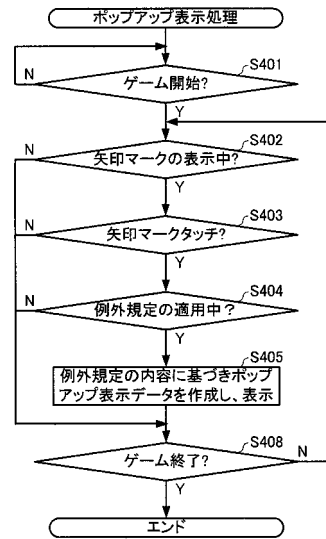 ポップアップ表示処理
S401
ゲーム開始?
N
Y
S402
矢印マークの表示中?
N
Y
S403
矢印マークタッチ?
N
Y
S404
例外規定の適用中?
N
Y
S405
例外規定の内容に基づきポップ
アップ表示データを作成し、表示
S408
ゲーム終了?
N
Y
エンド